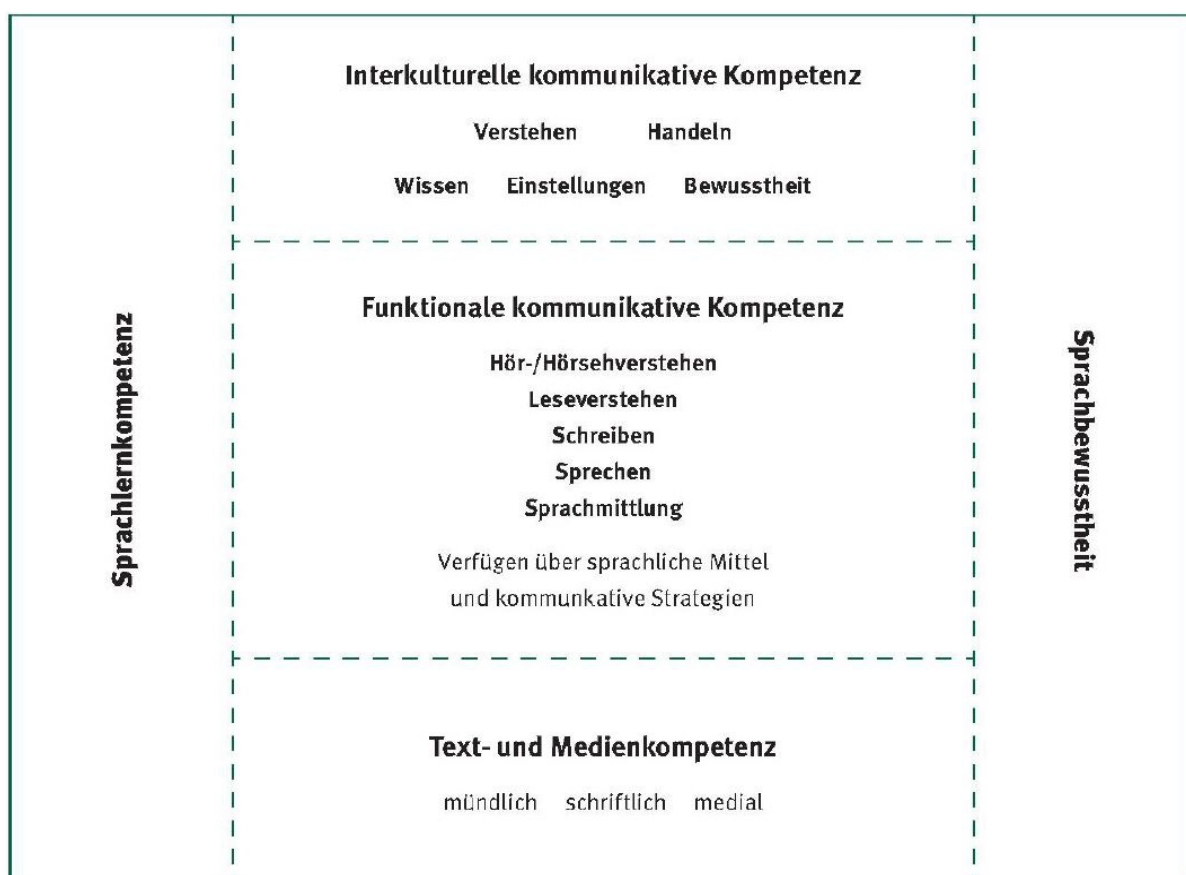 Interkulturelle kommunikative Kompetenz
Verstehen Handeln
Wissen Einstellungen Bewusstheit
Sprachlernkompetenz
Funktionale kommunikative Kompetenz
Hör-/Hörsehverstehen
Leseverstehen
Schreiben
Sprechen
Sprachmittlung
Verfügen über sprachliche Mittel
und kommunkative Strategien
Sprachbewusstheit
Text- und Medienkompetenz
mündlich schriftlich medial